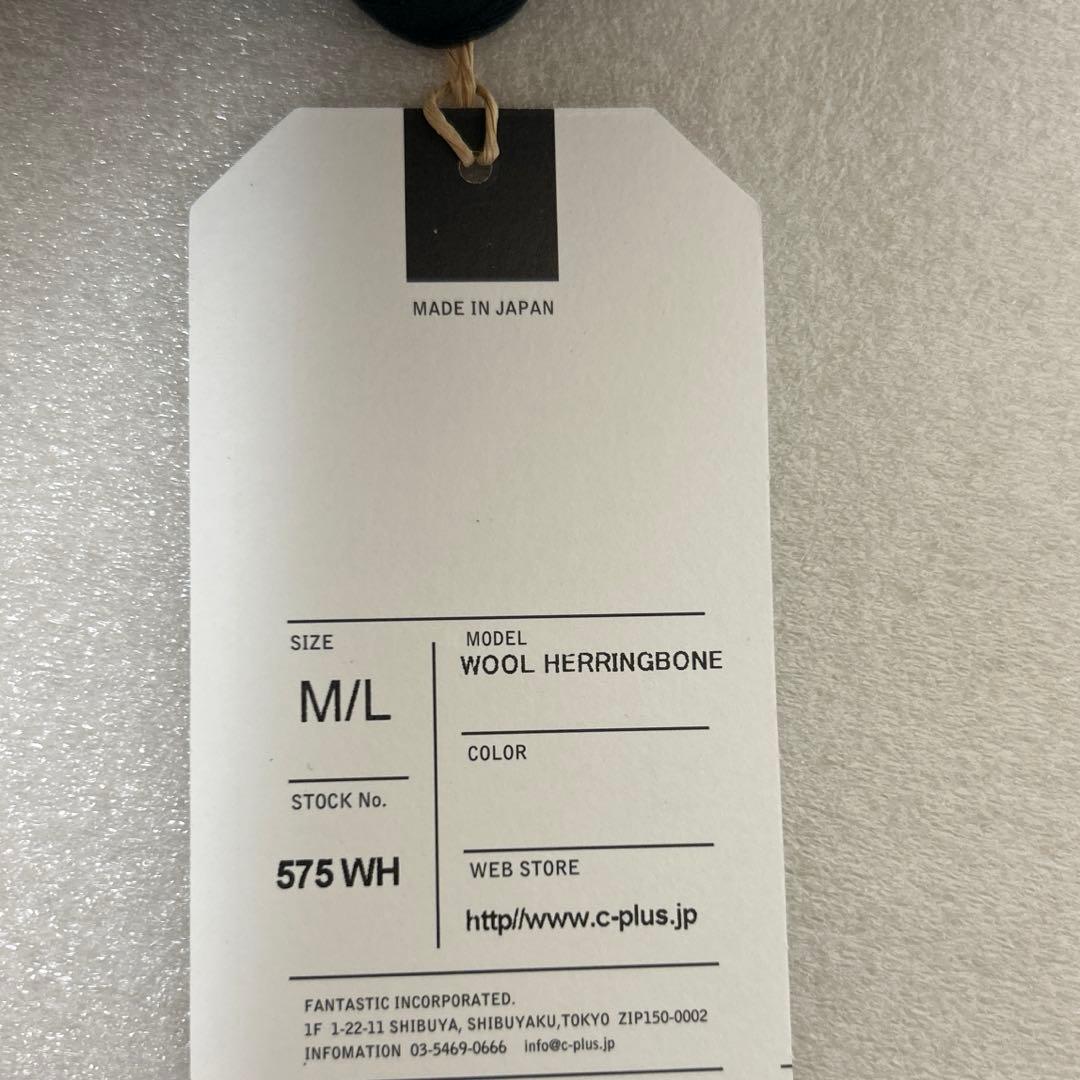 MADE IN JAPAN
SIZE
M/L
STOCK No.
575 WH
MODEL
WOOL HERRINGBONE
COLOR
WEB STORE
http//www.c-plus.jp
FANTASTIC INCORPORATED.
1F 1-22-11 SHIBUYA, SHIBUYAKU,TOKYO ZIP150-0002
INFOMATION 03-5469-0666 info@c-plus.jp